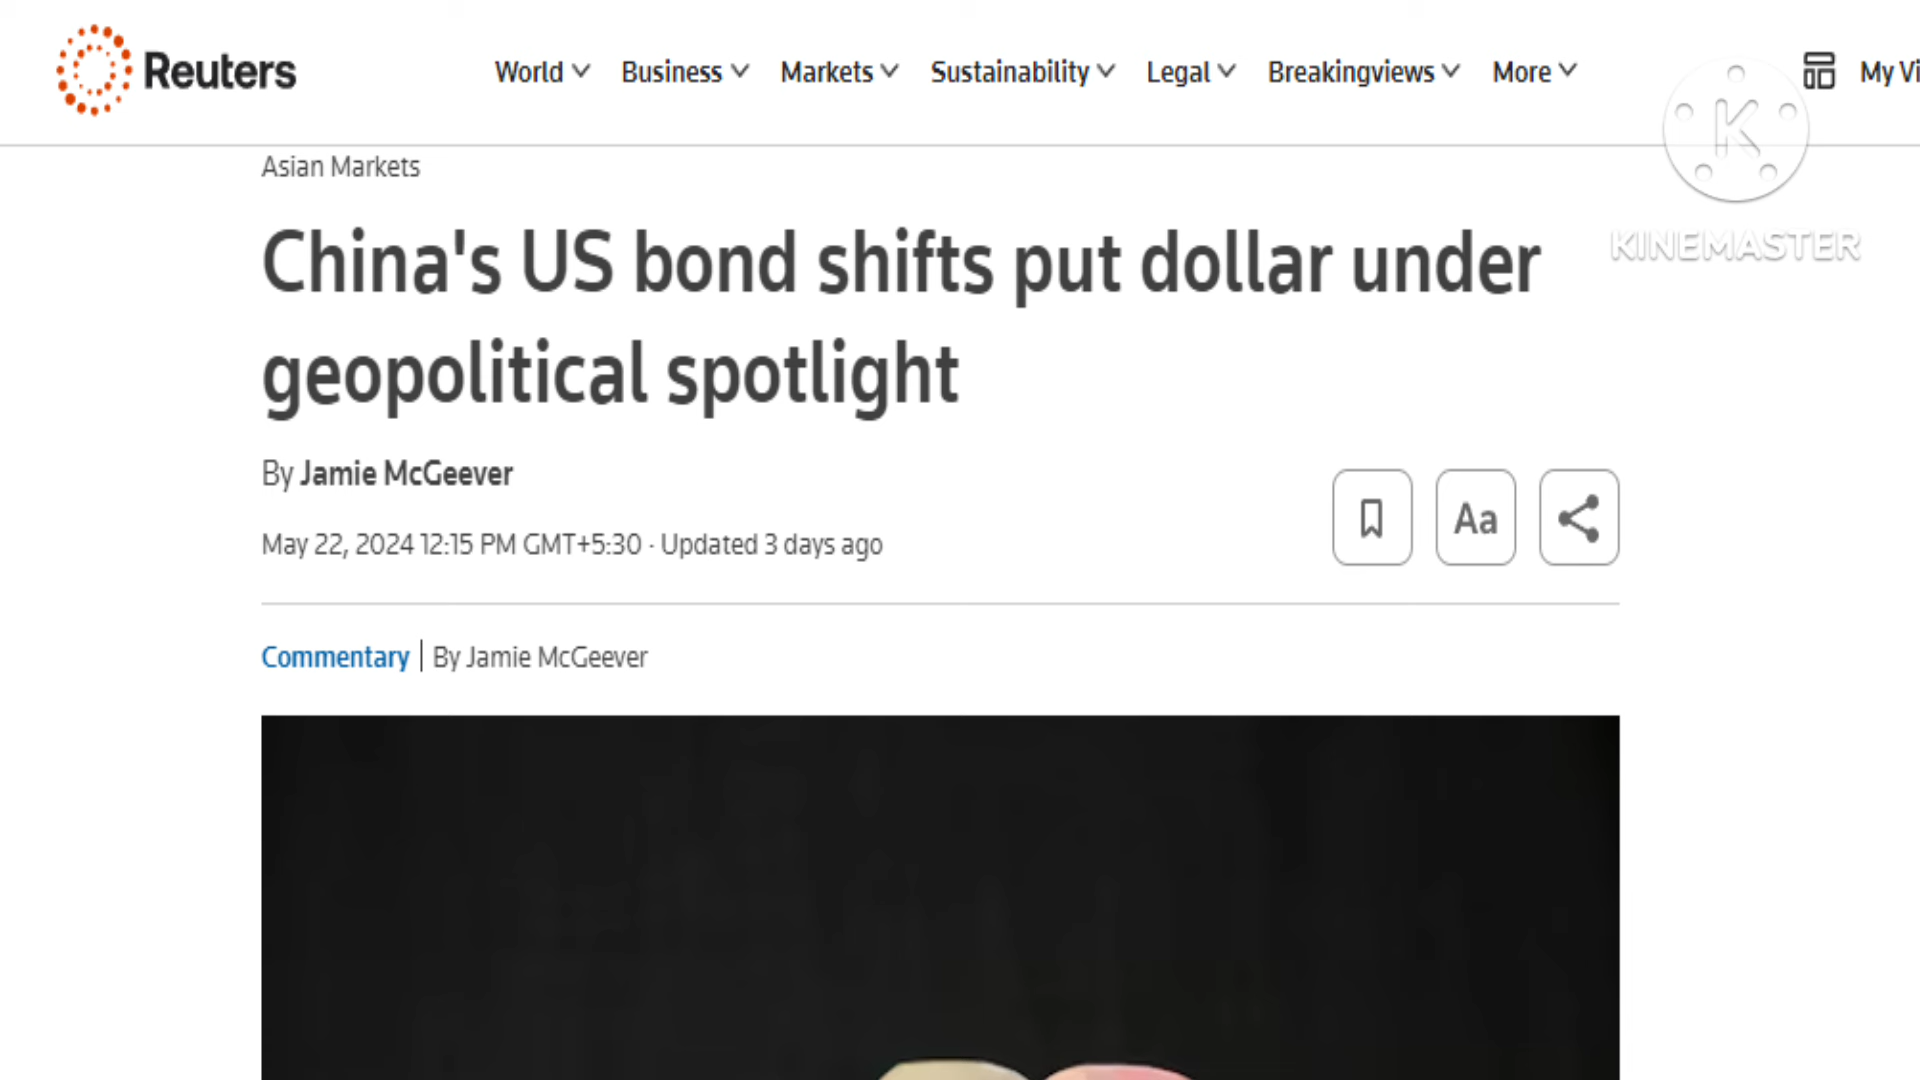 Reuters
World Business Markets Sustainability Legal Breakingviews More My Vi
K
KINEMASTER
Asian Markets
China's US bond shifts put dollar under
geopolitical spotlight
By Jamie McGeever
May 22, 2024 12:15 PM GMT+5:30 · Updated 3 days ago
Aa
Commentary | By Jamie McGeever